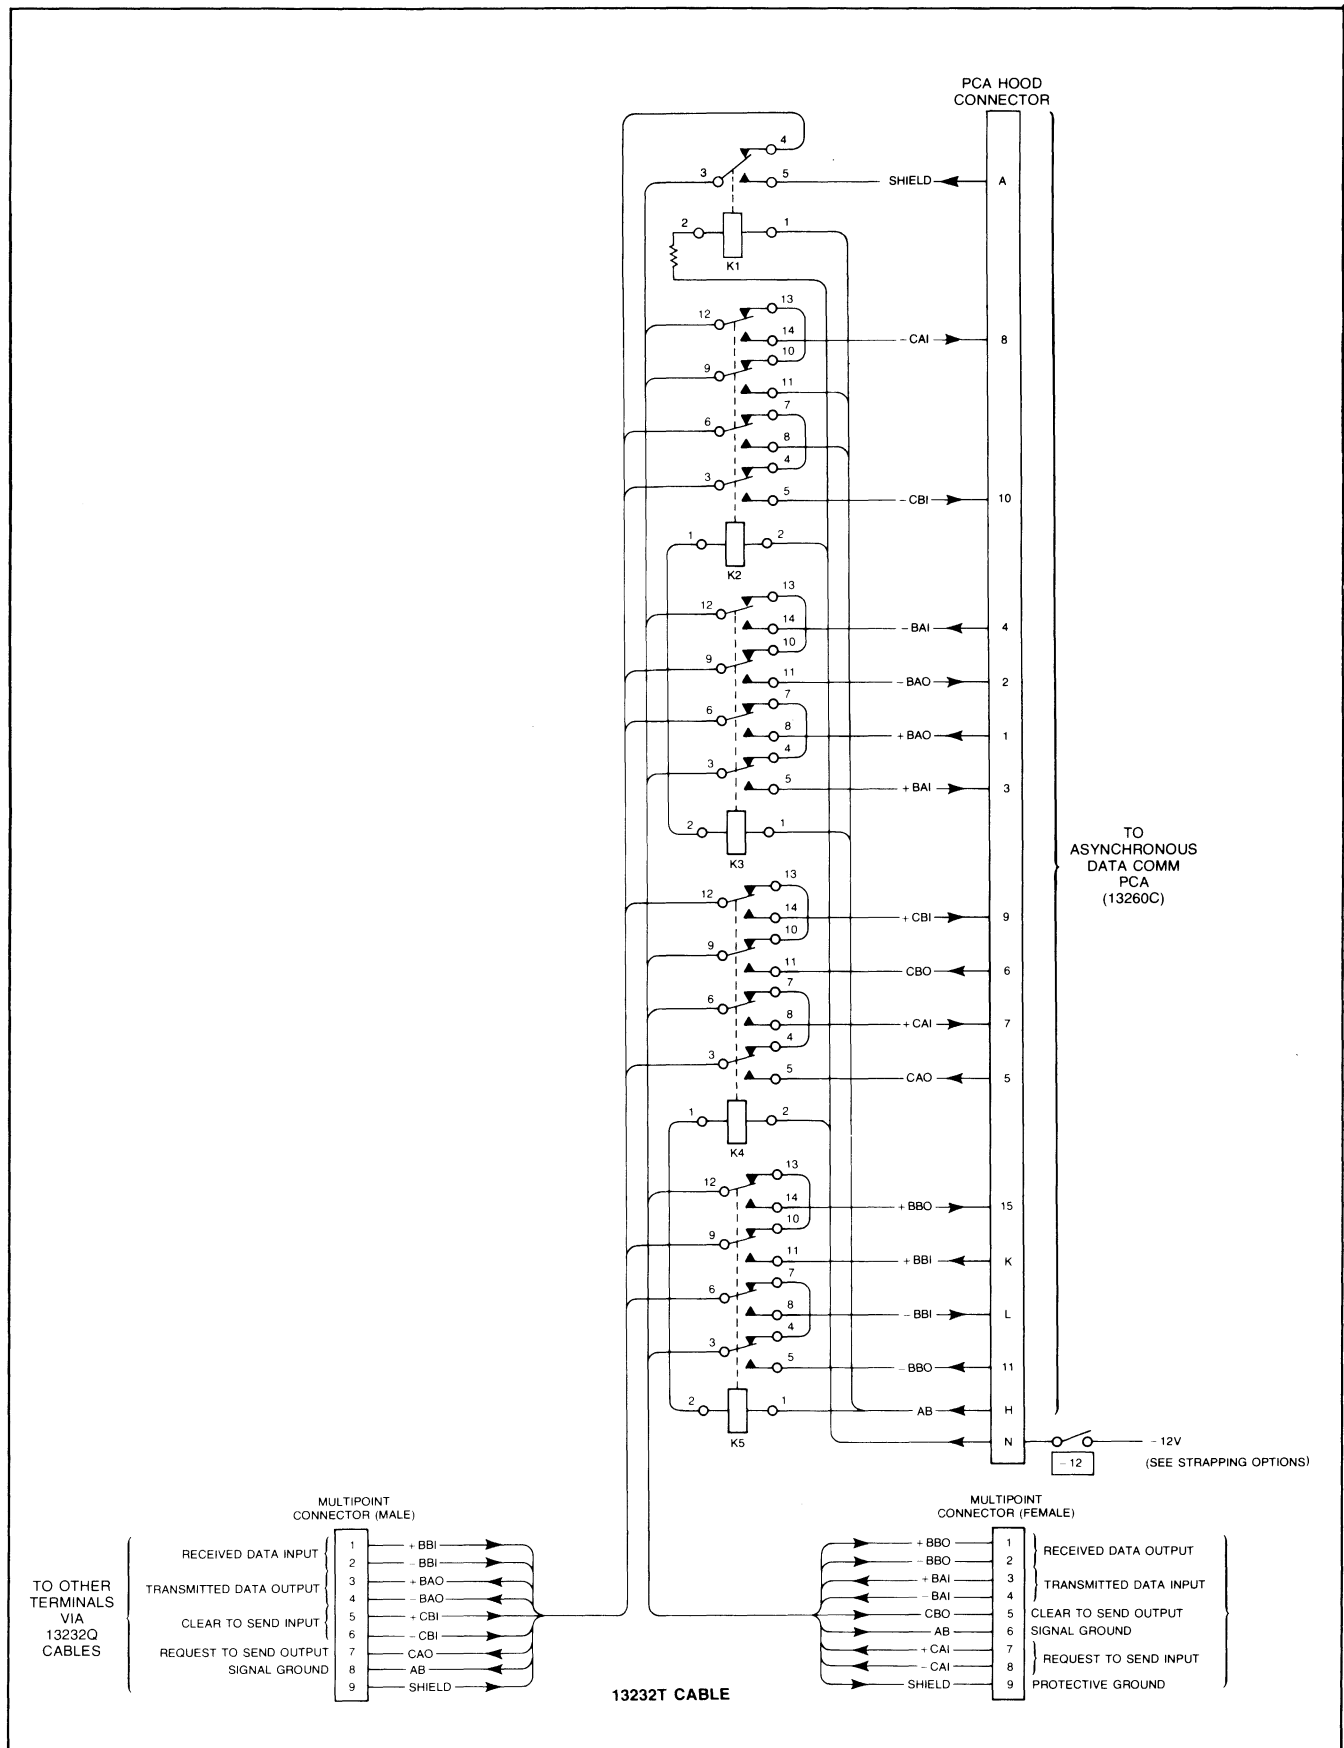 PCA HOOD
CONNECTOR
4
3
5
SHIELD
A
2
1
K1
13
12
14
- CAI
8
10
9
11
7
6
8
4
3
5
- CBI
10
1
2
K2
13
12
14
- BAI
4
10
9
11
- BAO
2
7
6
8
+ BAO
1
4
3
5
+ BAI
3
2
1
K3
TO
ASYNCHRONOUS
DATA COMM
PCA
(13260C)
13
12
14
+ CBI
9
10
9
11
CBO
6
7
6
8
+ CAI
7
4
3
5
CAO
5
1
2
K4
13
12
14
+ BBO
15
10
9
11
+ BBI
K
7
6
8
- BBI
L
4
3
5
- BBO
11
2
1
K5
AB
H
N
- 12V
- 12
(SEE STRAPPING OPTIONS)
MULTIPOINT
CONNECTOR (MALE)
RECEIVED DATA INPUT
1
+ BBI
2
- BBI
TRANSMITTED DATA OUTPUT
3
+ BAO
4
- BAO
CLEAR TO SEND INPUT
5
+ CBI
6
- CBI
REQUEST TO SEND OUTPUT
7
CAO
SIGNAL GROUND
8
AB
9
SHIELD
TO OTHER
TERMINALS
VIA
13232Q
CABLES
MULTIPOINT
CONNECTOR (FEMALE)
+ BBO
1
- BBO
2
RECEIVED DATA OUTPUT
+ BAI
3
- BAI
4
TRANSMITTED DATA INPUT
CBO
5
CLEAR TO SEND OUTPUT
AB
6
SIGNAL GROUND
+ CAI
7
- CAI
8
REQUEST TO SEND INPUT
SHIELD
9
PROTECTIVE GROUND
13232T CABLE